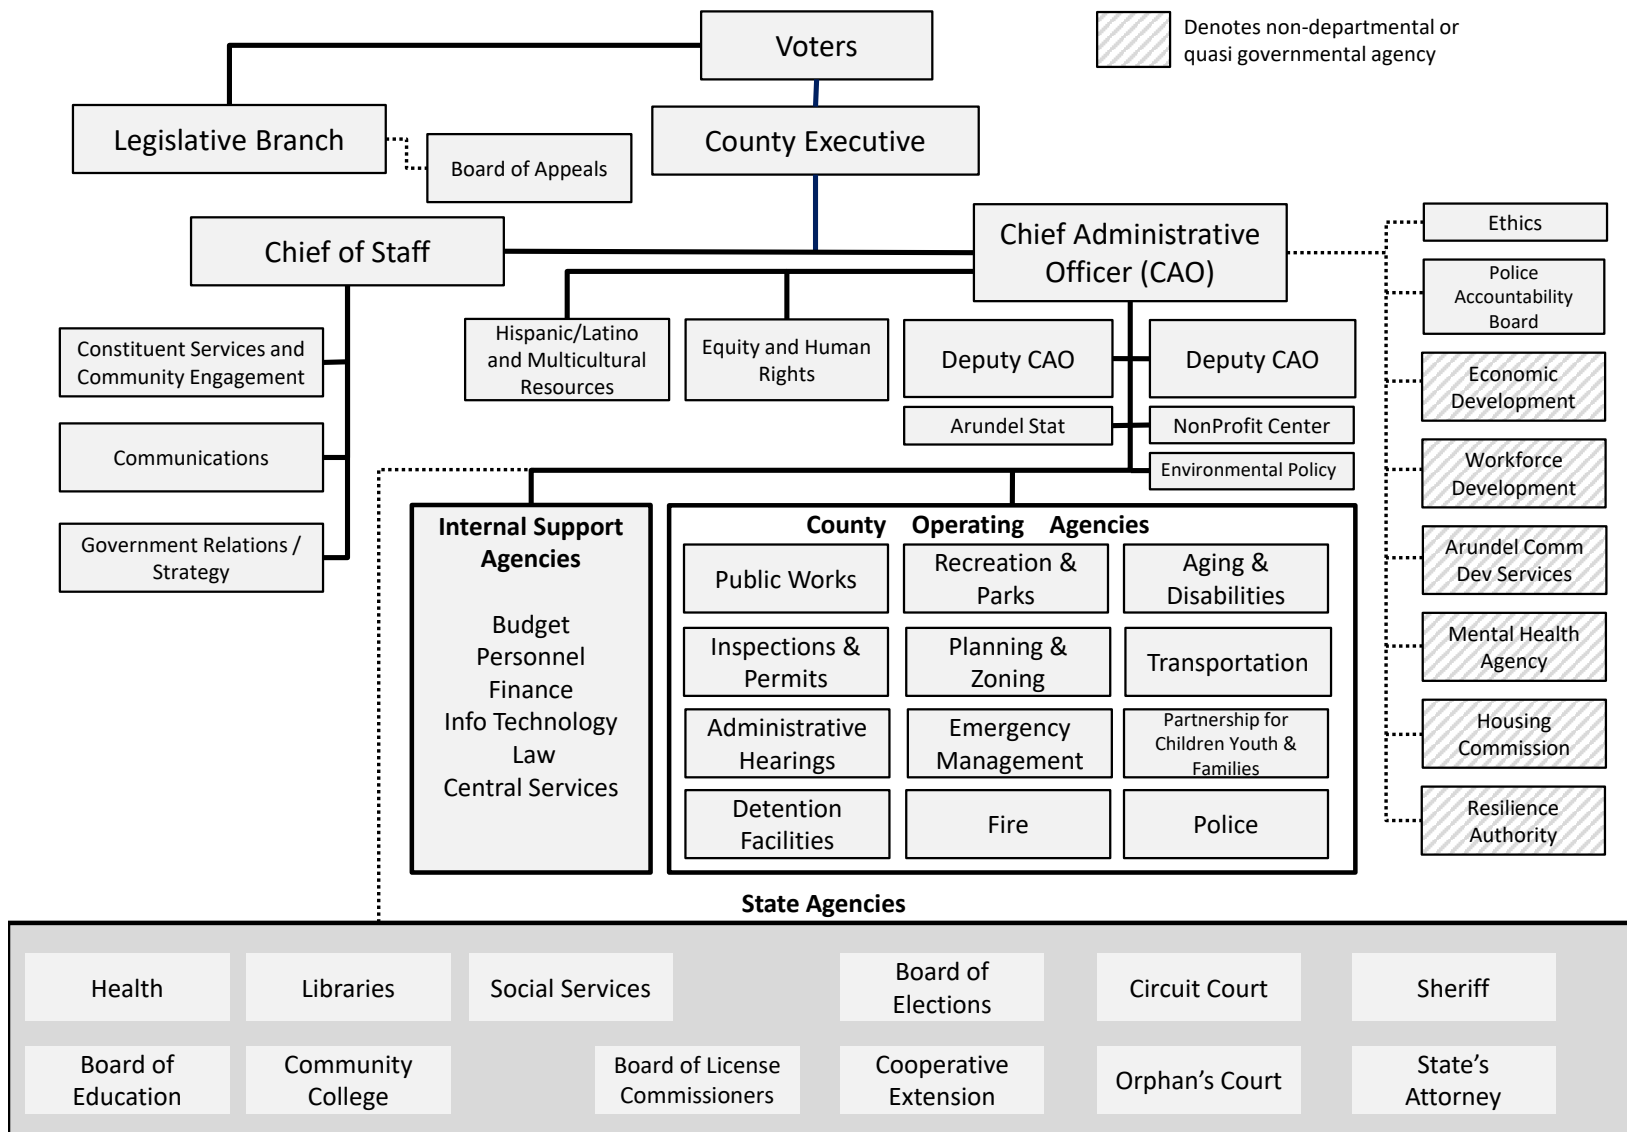 Voters
Denotes non-departmental or
quasi governmental agency
Legislative Branch
Board of Appeals
County Executive
Chief of Staff
Chief Administrative
Officer (CAO)
Ethics
Police
Accountability
Board
Economic
Development
Workforce
Development
Arundel Comm
Dev Services
Mental Health
Agency
Housing
Commission
Resilience
Authority
Constituent Services and
Community Engagement
Communications
Government Relations /
Strategy
Hispanic/Latino
and Multicultural
Resources
Equity and Human
Rights
Deputy CAO
Deputy CAO
Arundel Stat
NonProfit Center
Environmental Policy
Internal Support
Agencies
Budget
Personnel
Finance
Info Technology
Law
Central Services
County Operating Agencies
Public Works
Recreation &
Parks
Aging &
Disabilities
Inspections &
Permits
Planning &
Zoning
Transportation
Administrative
Hearings
Emergency
Management
Partnership for
Children Youth &
Families
Detention
Facilities
Fire
Police
State Agencies
Health
Libraries
Social Services
Board of
Elections
Circuit Court
Sheriff
Board of
Education
Community
College
Board of License
Commissioners
Cooperative
Extension
Orphan’s Court
State’s
Attorney